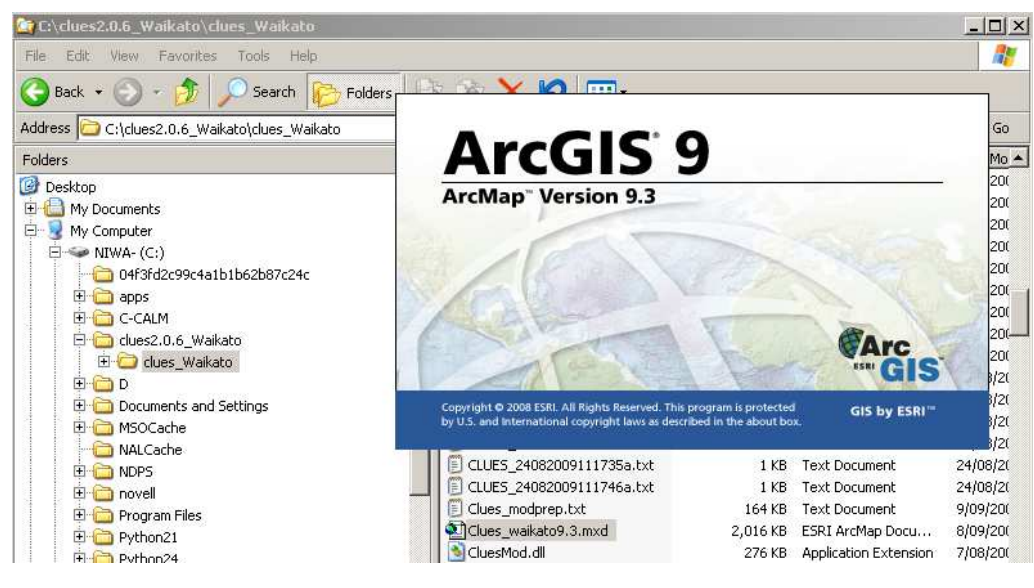 C:\clues2.0.6_Waikato\clues_Waikato
File Edit View Favorites Tools Help
Back Search Folders
Address C:\clues2.0.6_Waikato\clues_Waikato Go
Folders
Desktop
My Documents
My Computer
NIWA- (C:)
04f3fd2c99c4a1b1b62b87c24c
apps
C-CALM
clues2.0.6_Waikato
clues_Waikato
D
Documents and Settings
MSOCache
NALCache
NDPS
novell
Program Files
Python21
Python24
ArcGIS® 9
ArcMap™ Version 9.3
Arc
ESRI GIS
Copyright © 2008 ESRI. All Rights Reserved. This program is protected
by U.S. and International copyright laws as described in the about box.
GIS by ESRI™
CLUES_24082009111735a.txt 1 KB Text Document 24/08/20
CLUES_24082009111746a.txt 1 KB Text Document 24/08/20
Clues_modprep.txt 164 KB Text Document 9/09/200
Clues_waikato9.3.mxd 2,016 KB ESRI ArcMap Docu... 8/09/200
CluesMod.dll 276 KB Application Extension 7/08/200